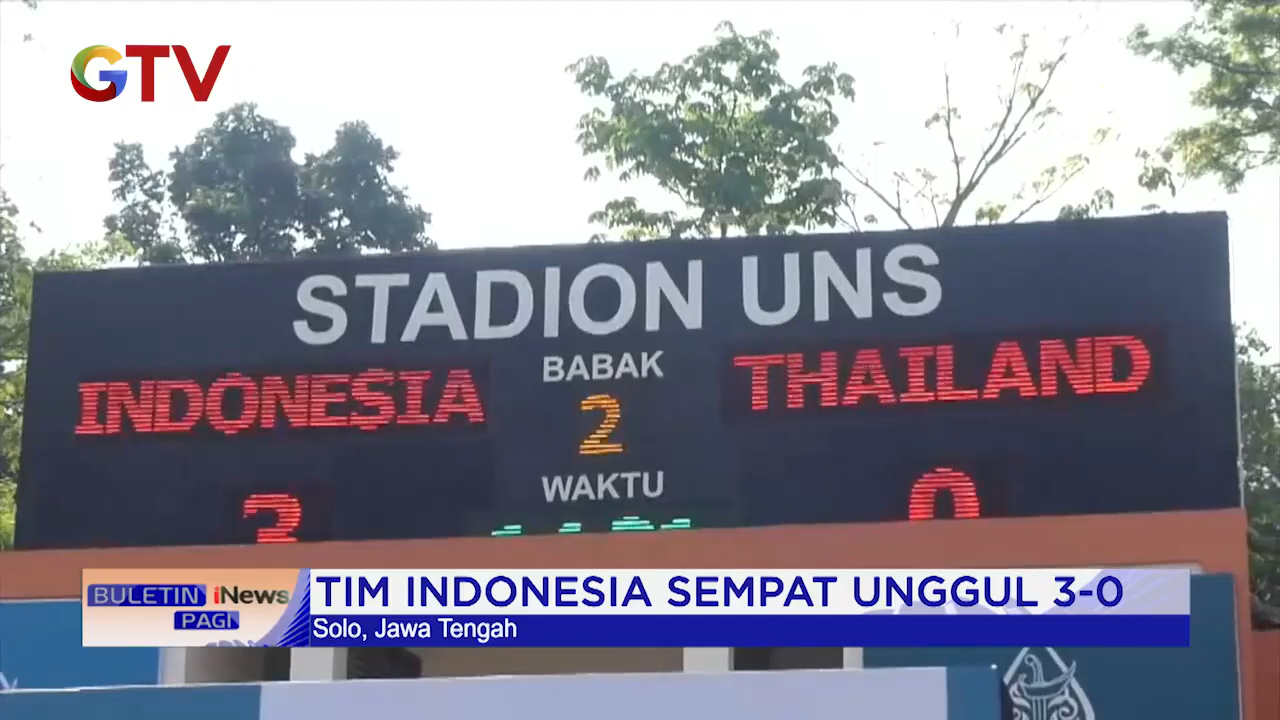 GTV
STADION UNS
BABAK
INDONESIA
2
THAILAND
WAKTU
3
0
BULETIN iNews
PAGI
TIM INDONESIA SEMPAT UNGGUL 3-0
Solo, Jawa Tengah